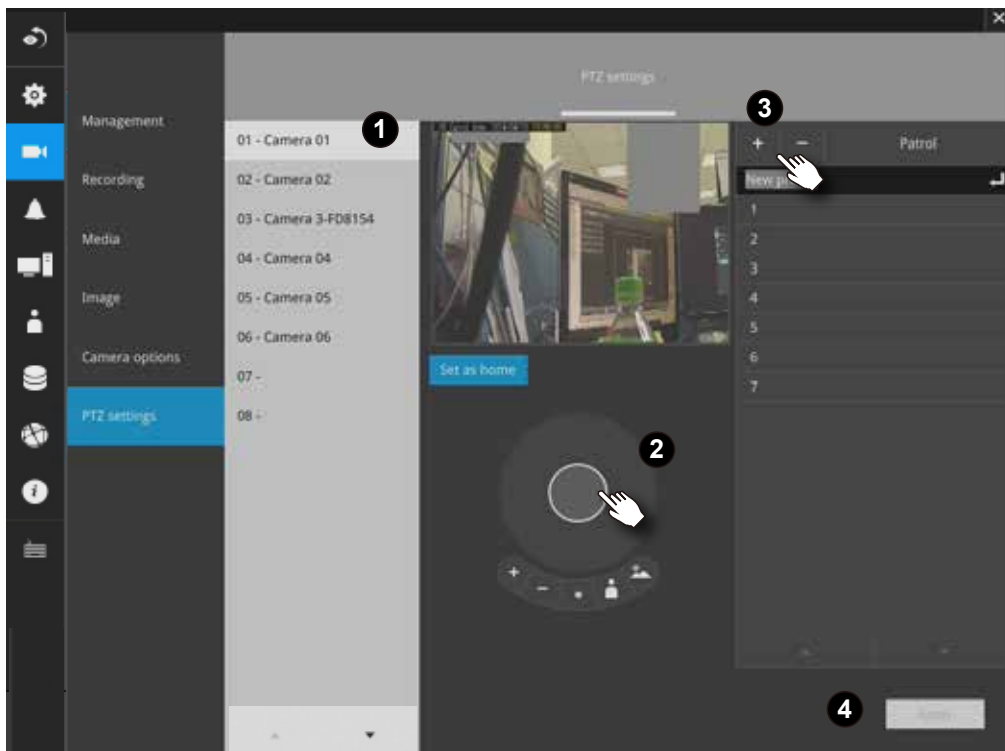 PTZ settings
Management
Recording
Media
Image
Camera options
PTZ settings
1
01 - Camera 01
02 - Camera 02
03 - Camera 3-FD8154
04 - Camera 04
05 - Camera 05
06 - Camera 06
07 -
08 -
Set as home
2
3
+ − Patrol
New
1
2
3
4
5
6
7
4
Apply